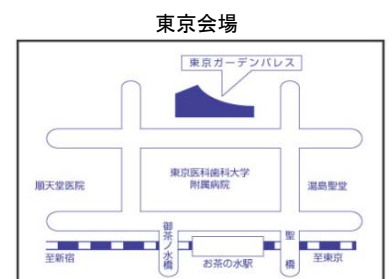 東京会場
東京ガーデンパレス
東京医科歯科大学
附属病院
順天堂医院
湯島聖堂
御茶ノ水橋
聖橋
至新宿
お茶の水駅
至東京